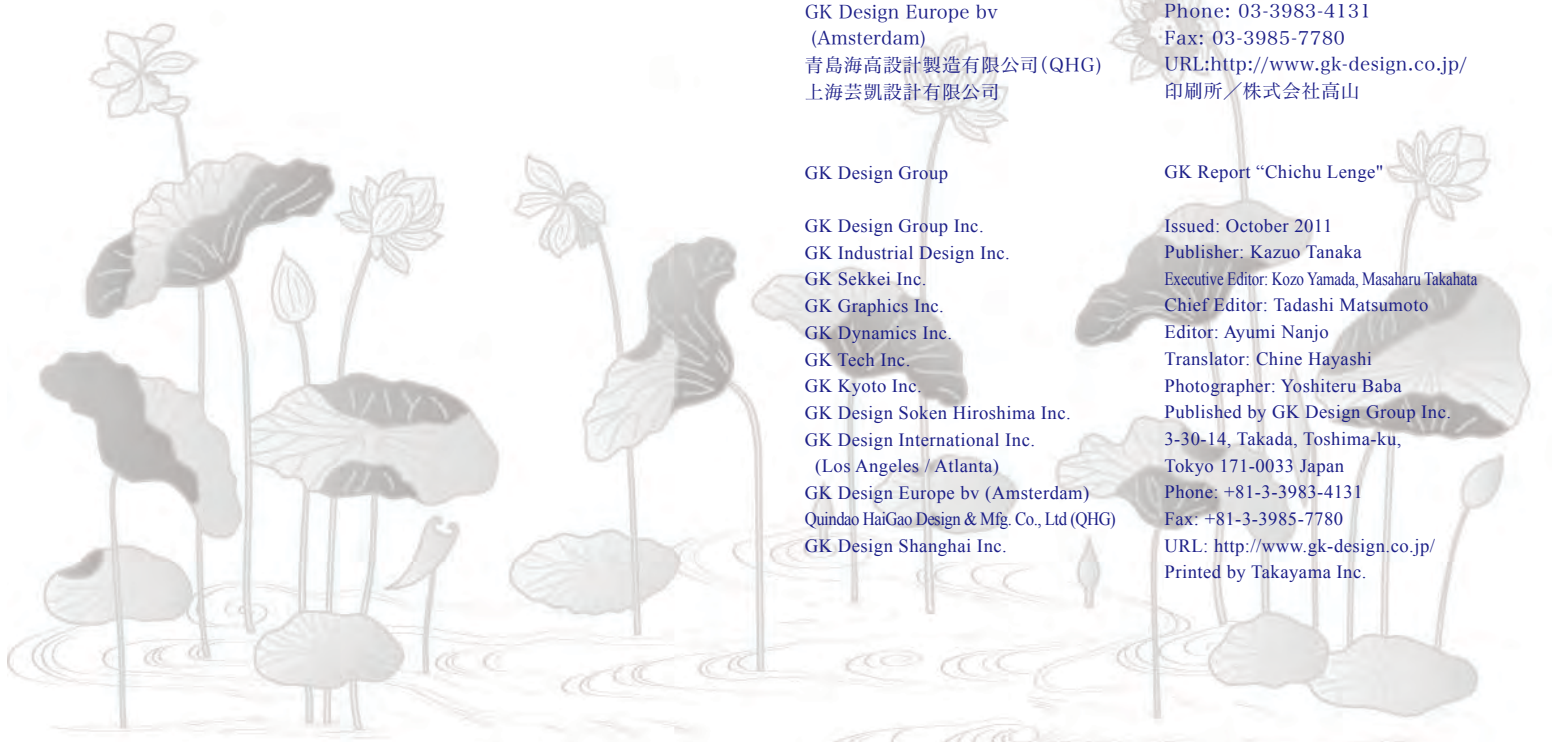 GK Design Europe bv
(Amsterdam)
青島海高設計製造有限公司（QHG）
上海芸凱設計有限公司
Phone: 03-3983-4131
Fax: 03-3985-7780
URL:http://www.gk-design.co.jp/
印刷所／株式会社高山
GK Design Group
GK Design Group Inc.
GK Industrial Design Inc.
GK Sekkei Inc.
GK Graphics Inc.
GK Dynamics Inc.
GK Tech Inc.
GK Kyoto Inc.
GK Design Soken Hiroshima Inc.
GK Design International Inc.
(Los Angeles / Atlanta)
GK Design Europe bv (Amsterdam)
Quindao HaiGao Design & Mfg. Co., Ltd (QHG)
GK Design Shanghai Inc.
GK Report “Chichu Lenge"
Issued: October 2011
Publisher: Kazuo Tanaka
Executive Editor: Kozo Yamada, Masaharu Takahata
Chief Editor: Tadashi Matsumoto
Editor: Ayumi Nanjo
Translator: Chine Hayashi
Photographer: Yoshiteru Baba
Published by GK Design Group Inc.
3-30-14, Takada, Toshima-ku,
Tokyo 171-0033 Japan
Phone: +81-3-3983-4131
Fax: +81-3-3985-7780
URL: http://www.gk-design.co.jp/
Printed by Takayama Inc.